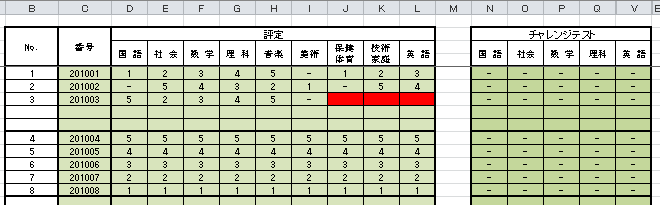 B C D E F G H I J K L M N O P Q V E
No. 番号 評定 チャレンジテスト
国語 社会 数学 理科 音楽 美術 保健体育 技術家庭 英語 国語 社会 数学 理科 英語
1 201001 1 2 3 4 5 - 1 2 3 - - - - -
2 201002 - 5 4 3 2 1 - 5 4 - - - - -
3 201003 5 2 3 4 5 - - - - - -
- - - - -
- - - - -
4 201004 5 5 5 5 5 5 5 5 5 - - - - -
5 201005 4 4 4 4 4 4 4 4 4 - - - - -
6 201006 3 3 3 3 3 3 3 3 3 - - - - -
7 201007 2 2 2 2 2 2 2 2 2 - - - - -
8 201008 1 1 1 1 1 1 1 1 1 - - - - -